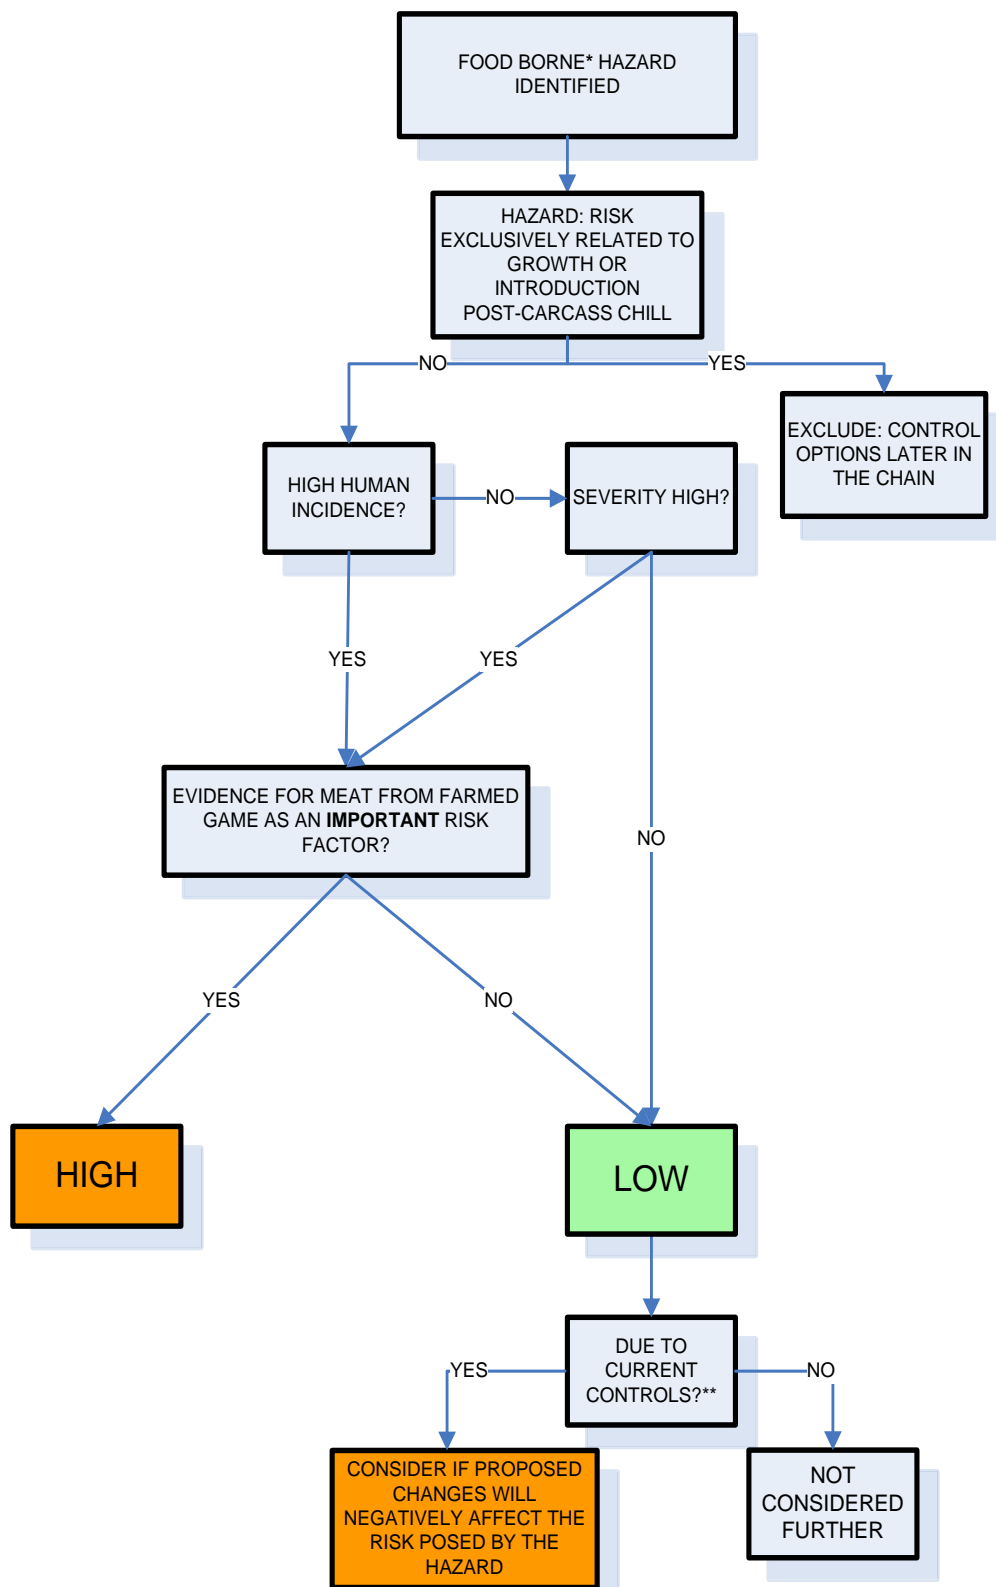 FOOD BORNE* HAZARD
IDENTIFIED
HAZARD: RISK
EXCLUSIVELY RELATED TO
GROWTH OR
INTRODUCTION
POST-CARCASS CHILL
NO
YES
EXCLUDE: CONTROL
OPTIONS LATER IN
THE CHAIN
HIGH HUMAN
INCIDENCE?
NO
SEVERITY HIGH?
YES
YES
NO
EVIDENCE FOR MEAT FROM FARMED
GAME AS AN IMPORTANT RISK
FACTOR?
YES
NO
HIGH
LOW
DUE TO
CURRENT
CONTROLS?**
YES
NO
CONSIDER IF PROPOSED
CHANGES WILL
NEGATIVELY AFFECT THE
RISK POSED BY THE
HAZARD
NOT
CONSIDERED
FURTHER